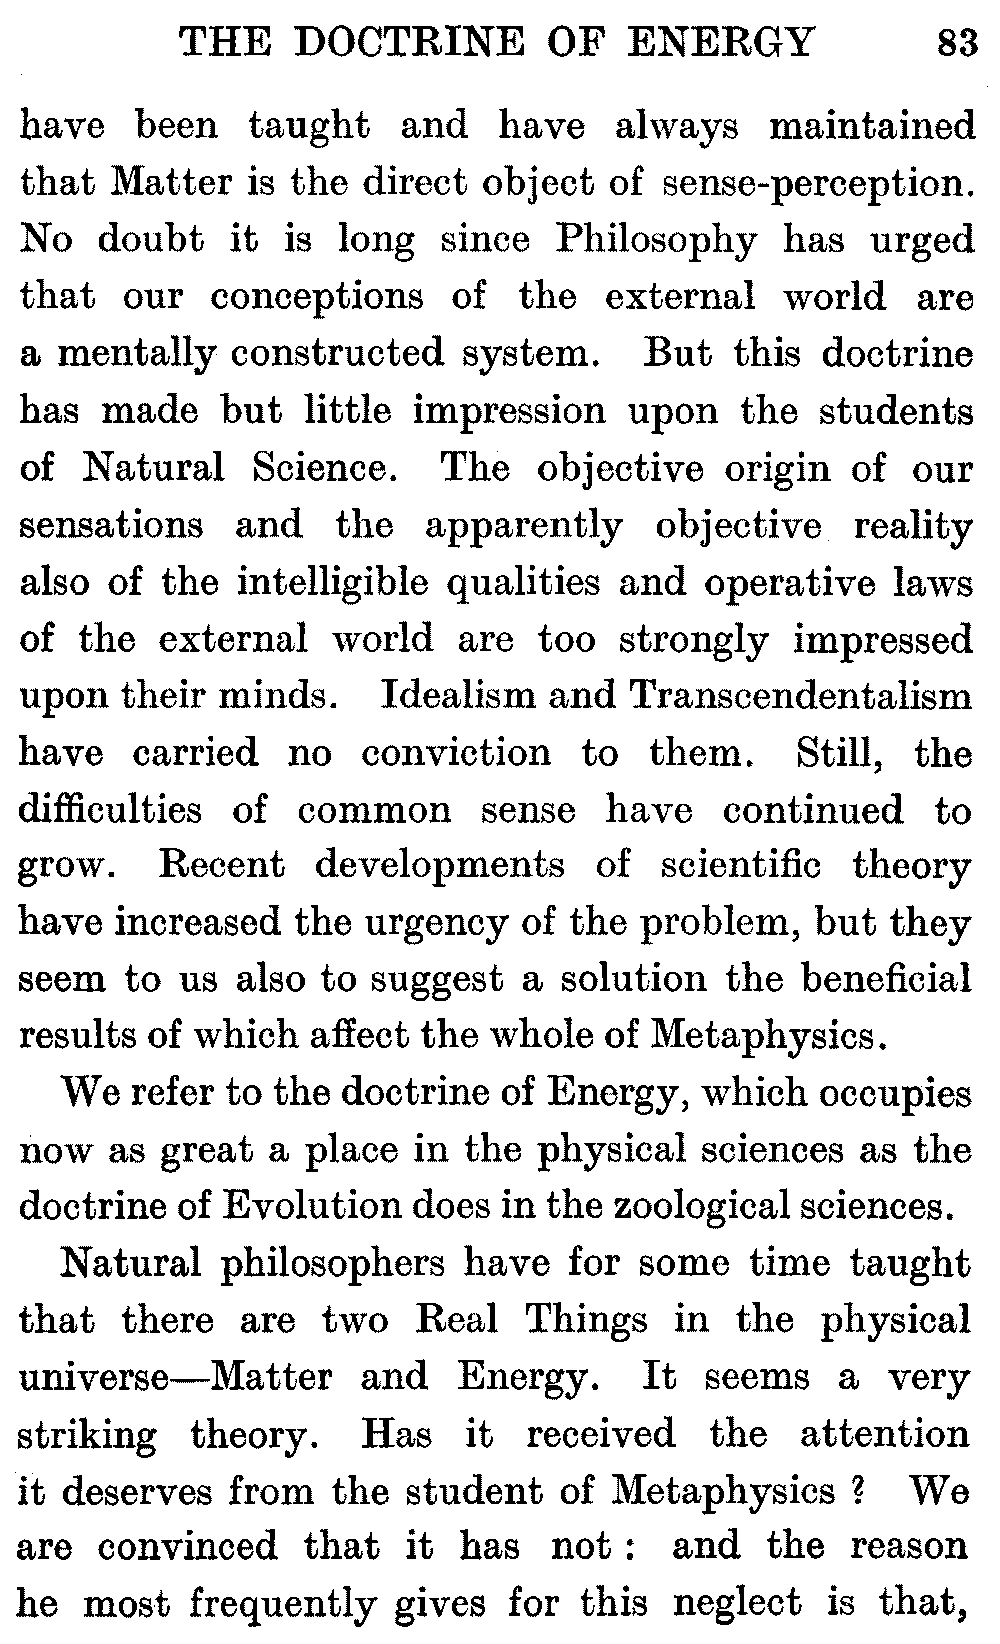 THE DOCTRINE OF ENERGY 83
have been taught and have always maintained
that Matter is the direct object of sense-perception.
No doubt it is long since Philosophy has urged
that our conceptions of the external world are
a mentally constructed system. But this doctrine
has made but little impression upon the students
of Natural Science. The objective origin of our
sensations and the apparently objective reality
also of the intelligible qualities and operative laws
of the external world are too strongly impressed
upon their minds. Idealism and Transcendentalism
have carried no conviction to them. Still, the
difficulties of common sense have continued to
grow. Recent developments of scientific theory
have increased the urgency of the problem, but they
seem to us also to suggest a solution the beneficial
results of which affect the whole of Metaphysics.
We refer to the doctrine of Energy, which occupies
now as great a place in the physical sciences as the
doctrine of Evolution does in the zoological sciences.
Natural philosophers have for some time taught
that there are two Real Things in the physical
universe—Matter and Energy. It seems a very
striking theory. Has it received the attention
it deserves from the student of Metaphysics ? We
are convinced that it has not : and the reason
he most frequently gives for this neglect is that,